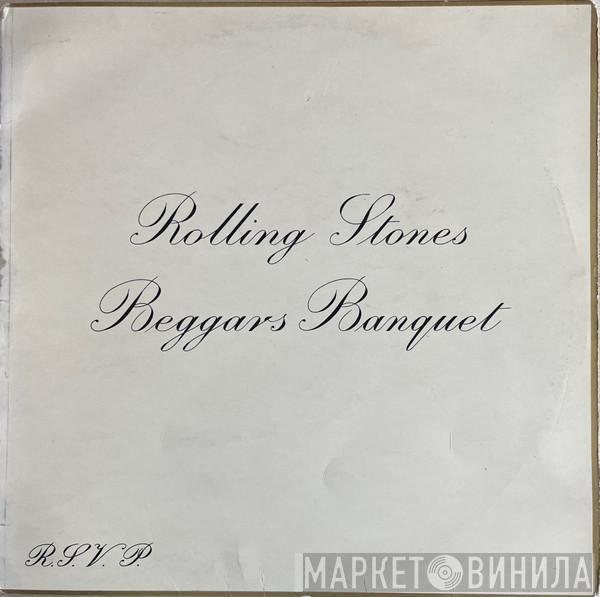 Rolling Stones
Beggars Banquet
R.S.V.P.
МАРКЕТ ВИНИЛА